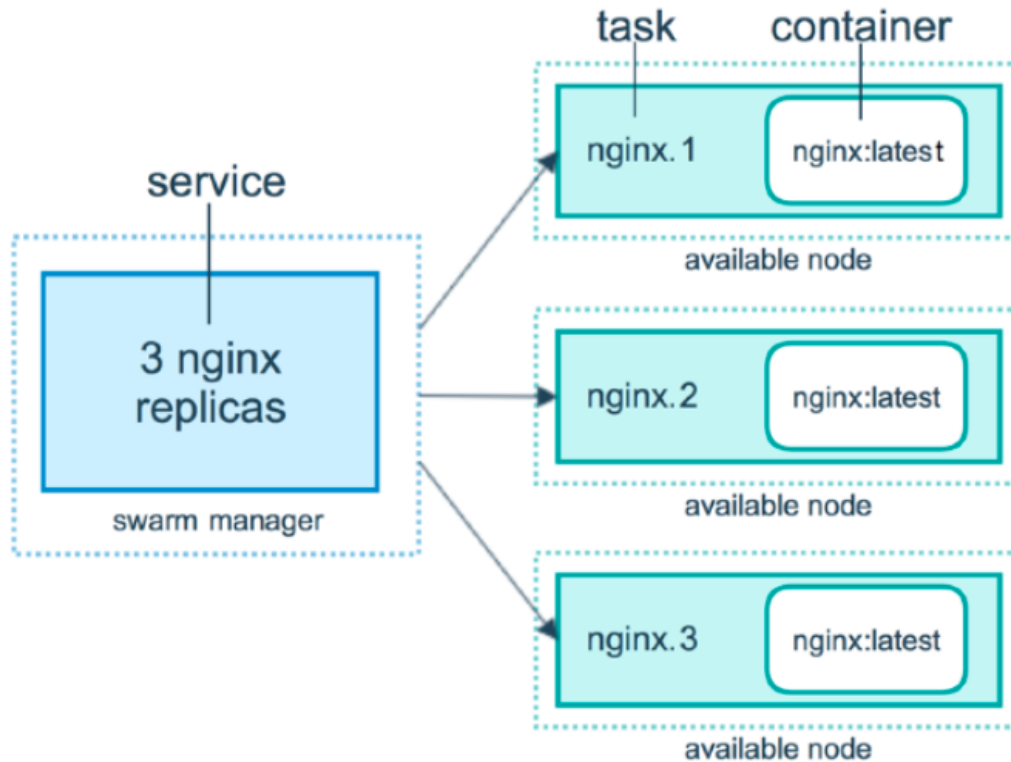 task
container
nginx.1
nginx:latest
available node
service
3 nginx
replicas
swarm manager
nginx.2
nginx:latest
available node
nginx.3
nginx:latest
available node